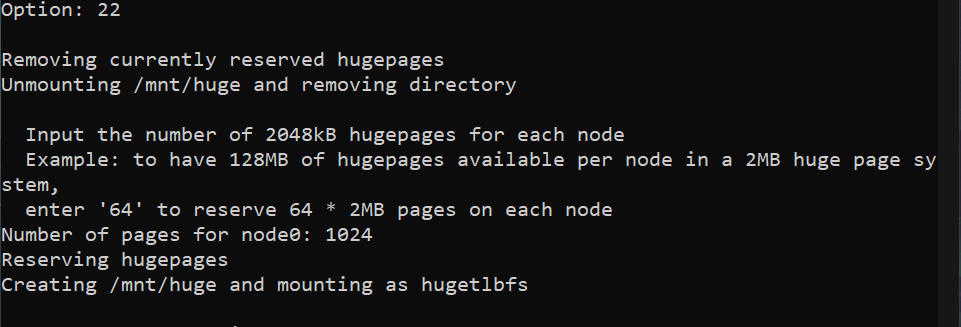 Option: 22
Removing currently reserved hugepages
Unmounting /mnt/huge and removing directory
Input the number of 2048kB hugepages for each node
Example: to have 128MB of hugepages available per node in a 2MB huge page sy
stem,
enter '64' to reserve 64 * 2MB pages on each node
Number of pages for node0: 1024
Reserving hugepages
Creating /mnt/huge and mounting as hugetlbfs